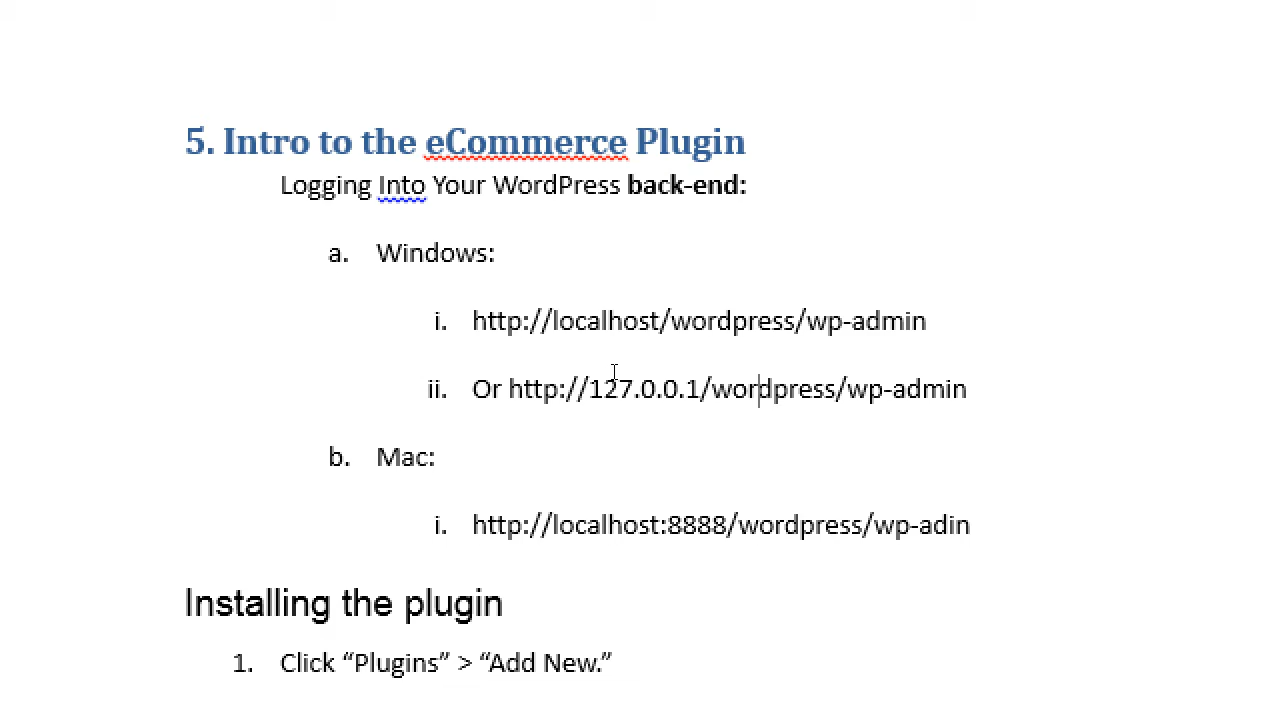 5. Intro to the eCommerce Plugin
Logging Into Your WordPress back-end:
a. Windows:
i. http://localhost/wordpress/wp-admin
ii. Or http://127.0.0.1/wordpress/wp-admin
b. Mac:
i. http://localhost:8888/wordpress/wp-adin
Installing the plugin
1. Click “Plugins” > “Add New.”